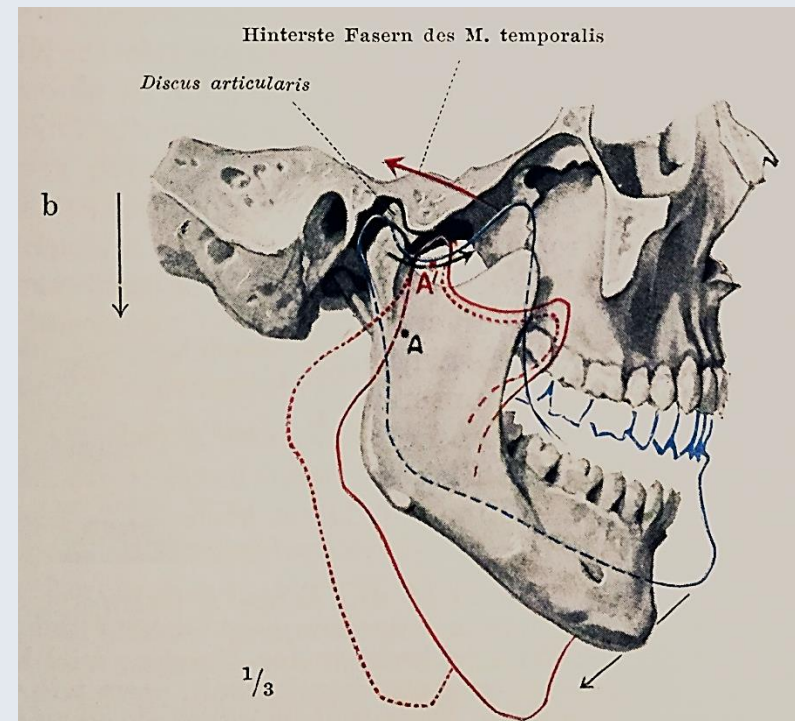 Hinterste Fasern des M. temporalis
Discus articularis
b
A'
A
1/3